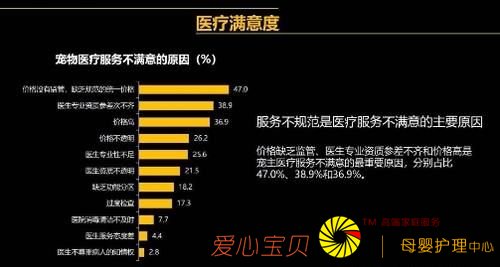 医疗满意度
宠物医疗服务不满意的原因（%）
价格没有监管、缺乏规范的统一价格 47.0
医生专业资质参差次不齐 38.9
价格高 36.9
价格不透明 26.2
医生专业性不足 25.6
医生资质不透明 21.5
缺乏功能分区 18.2
过度检查 17.3
医院消毒清洁不及时 7.7
医生服务态度差 4.4
医生不尊重病人的知情权 2.8
服务不规范是医疗服务不满意的主要原因
价格缺乏监管、医生专业资质参差不齐和价格高是
宠主医疗服务不满意的最重要原因，分别占比
47.0%、38.9%和36.9%。
TM 高端家庭服务
爱心宝贝
母婴护理中心